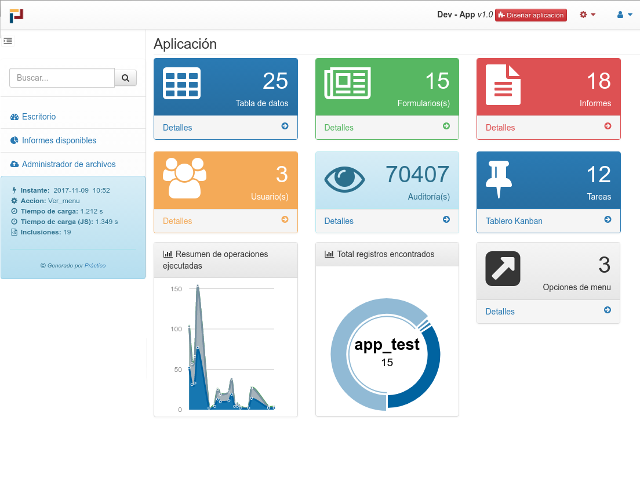 Dev - App v1.0 Diseñar aplicación
Aplicación
Buscar...
Escritorio
Informes disponibles
Administrador de archivos
Instante: 2017-11-09 10:52
Accion: Ver_menu
Tiempo de carga: 1.212 s
Tiempo de carga (JS): 1.349 s
Inclusiones: 19
Generado por Práctico
25
Tabla de datos
Detalles
15
Formularios(s)
Detalles
18
Informes
Detalles
3
Usuario(s)
Detalles
70407
Auditoría(s)
Detalles
12
Tareas
Tablero Kanban
Resumen de operaciones
ejecutadas
150
100
50
0
Total registros encontrados
app_test
15
3
Opciones de menu
Detalles